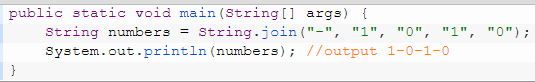 public static void main(String[] args) {
    String numbers = String.join("-", "1", "0", "1", "0");
    System.out.println(numbers); //output 1-0-1-0
}